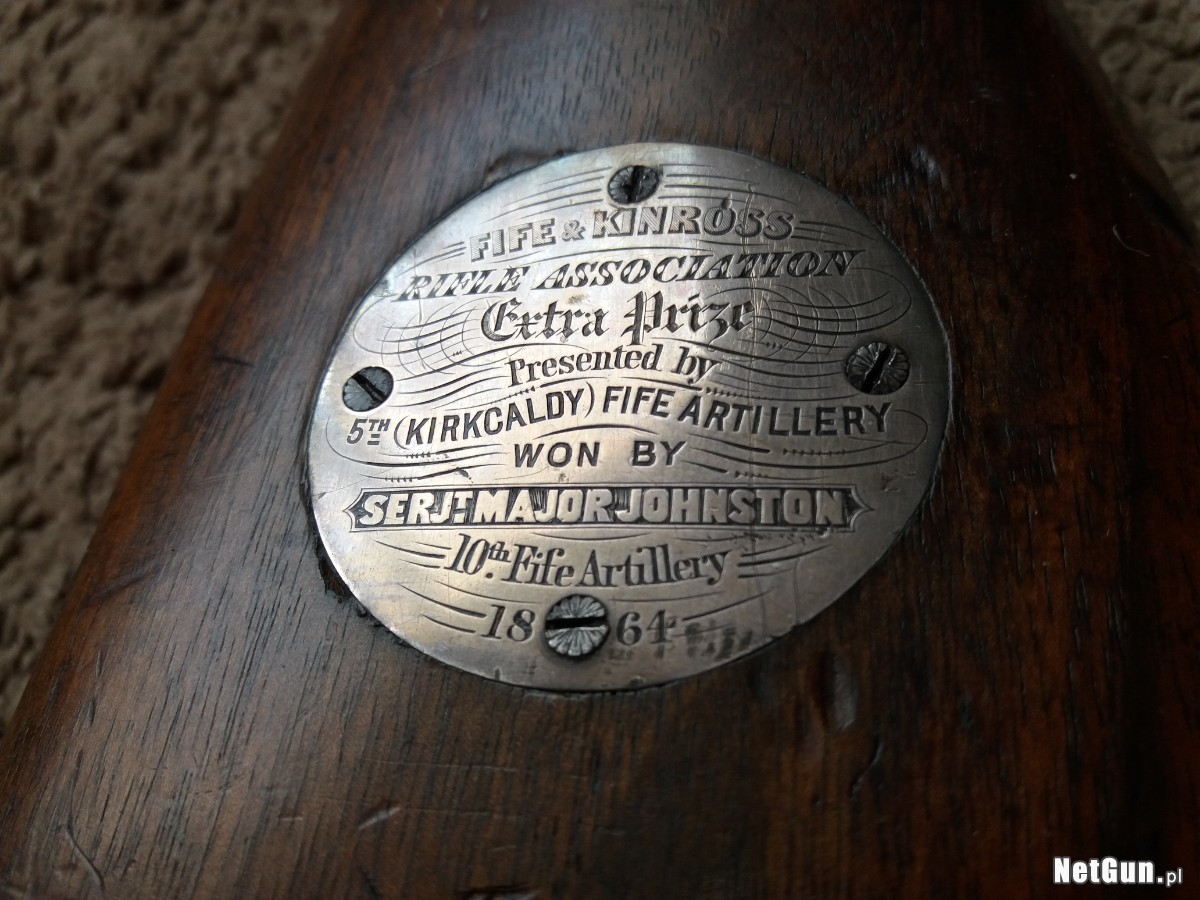 FIFE & KINROSS
RIFLE ASSOCIATION
Extra Prize
Presented by
5TH (KIRKCALDY) FIFE ARTILLERY
WON BY
SERJT. MAJOR JOHNSTON
10th. Fife Artillery
1864
NetGun.pl